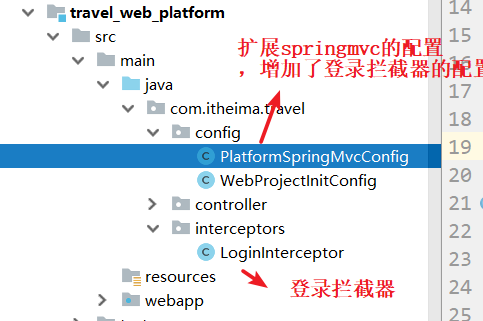 travel_web_platform
src
main
java
com.itheima.travel
config
PlatformSpringMvcConfig
WebProjectInitConfig
controller
interceptors
LoginInterceptor
resources
webapp
扩展springmvc的配置
，增加了登录拦截器的配置
登录拦截器
14
15
16
17
18
19
20
21
22
23
24
25
26